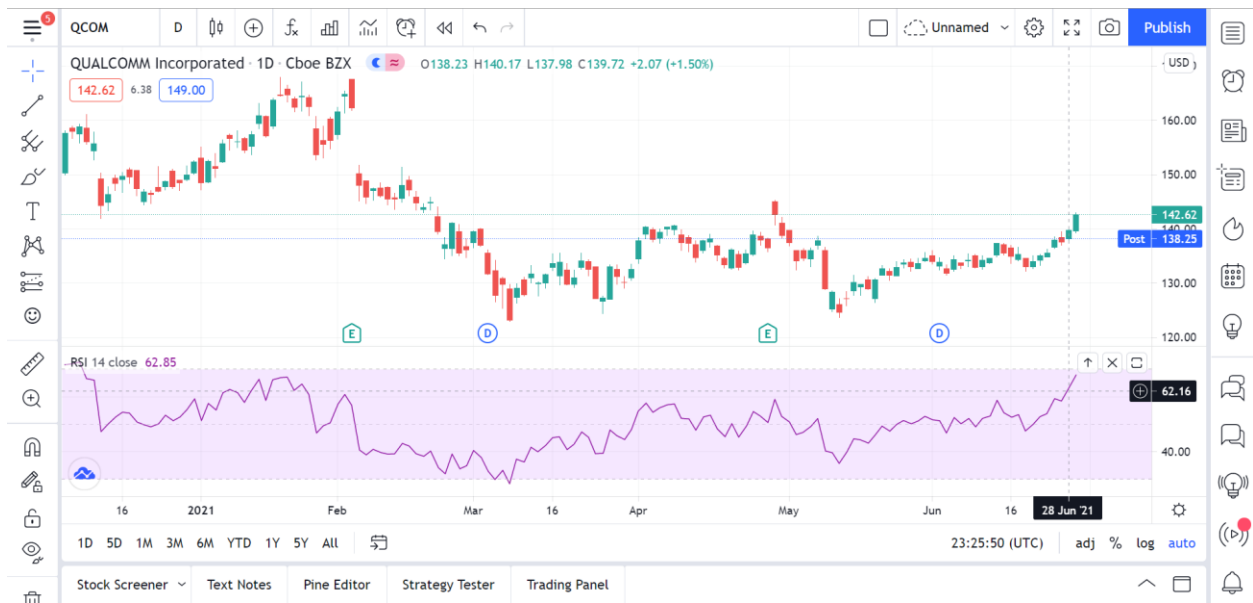 5
QCOM D Unnamed Publish
QUALCOMM Incorporated · 1D · Cboe BZX O138.23 H140.17 L137.98 C139.72 +2.07 (+1.50%) USD
142.62 6.38 149.00
160.00
150.00
142.62
140.00
Post 138.25
130.00
E D E D
120.00
RSI 14 close 62.85
62.16
40.00
16 2021 Feb Mar 16 Apr May Jun 16 28 Jun '21
1D 5D 1M 3M 6M YTD 1Y 5Y All 23:25:50 (UTC) adj % log auto
Stock Screener Text Notes Pine Editor Strategy Tester Trading Panel